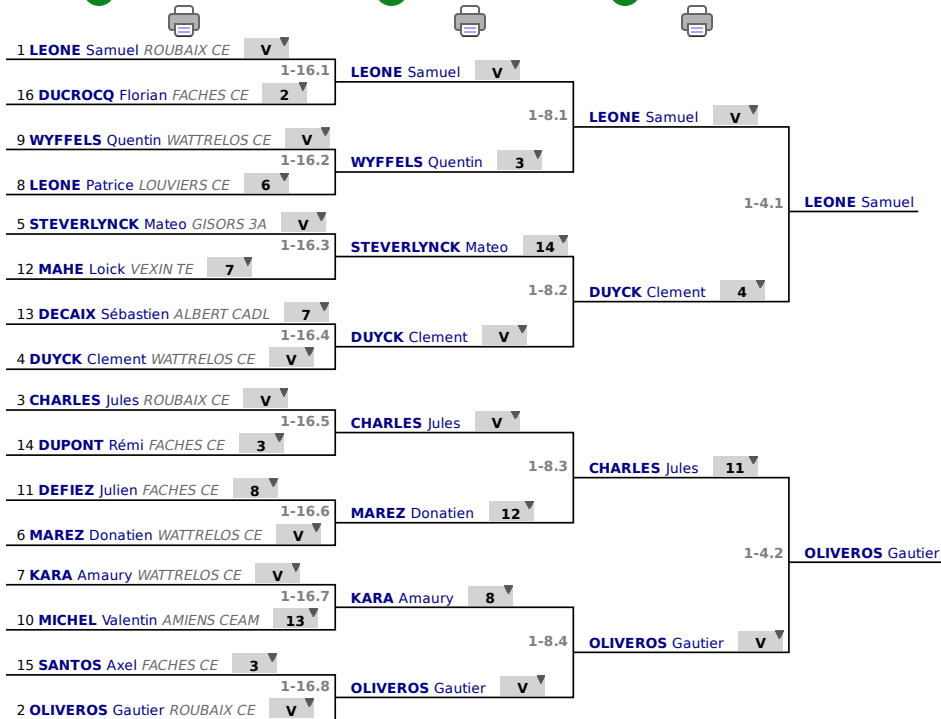 1 LEONE Samuel ROUBAIX CE V
1-16.1
16 DUCROCQ Florian FACHES CE 2
9 WYFFELS Quentin WATTRELOS CE V
1-16.2
8 LEONE Patrice LOUVIERS CE 6
5 STEVERLYNCK Mateo GISORS 3A V
1-16.3
12 MAHE Loick VEXIN TE 7
13 DECAIX Sébastien ALBERT CADL 7
1-16.4
4 DUYCK Clement WATTRELOS CE V
3 CHARLES Jules ROUBAIX CE V
1-16.5
14 DUPONT Rémi FACHES CE 3
11 DEFIEZ Julien FACHES CE 8
1-16.6
6 MAREZ Donatien WATTRELOS CE V
7 KARA Amaury WATTRELOS CE V
1-16.7
10 MICHEL Valentin AMIENS CEAM 13
15 SANTOS Axel FACHES CE 3
1-16.8
2 OLIVEROS Gautier ROUBAIX CE V
LEONE Samuel V
1-8.1
WYFFELS Quentin 3
STEVERLYNCK Mateo 14
1-8.2
DUYCK Clement V
CHARLES Jules V
1-8.3
MAREZ Donatien 12
KARA Amaury 8
1-8.4
OLIVEROS Gautier V
LEONE Samuel V
1-4.1
DUYCK Clement 4
CHARLES Jules 11
1-4.2
OLIVEROS Gautier V
LEONE Samuel
OLIVEROS Gautier